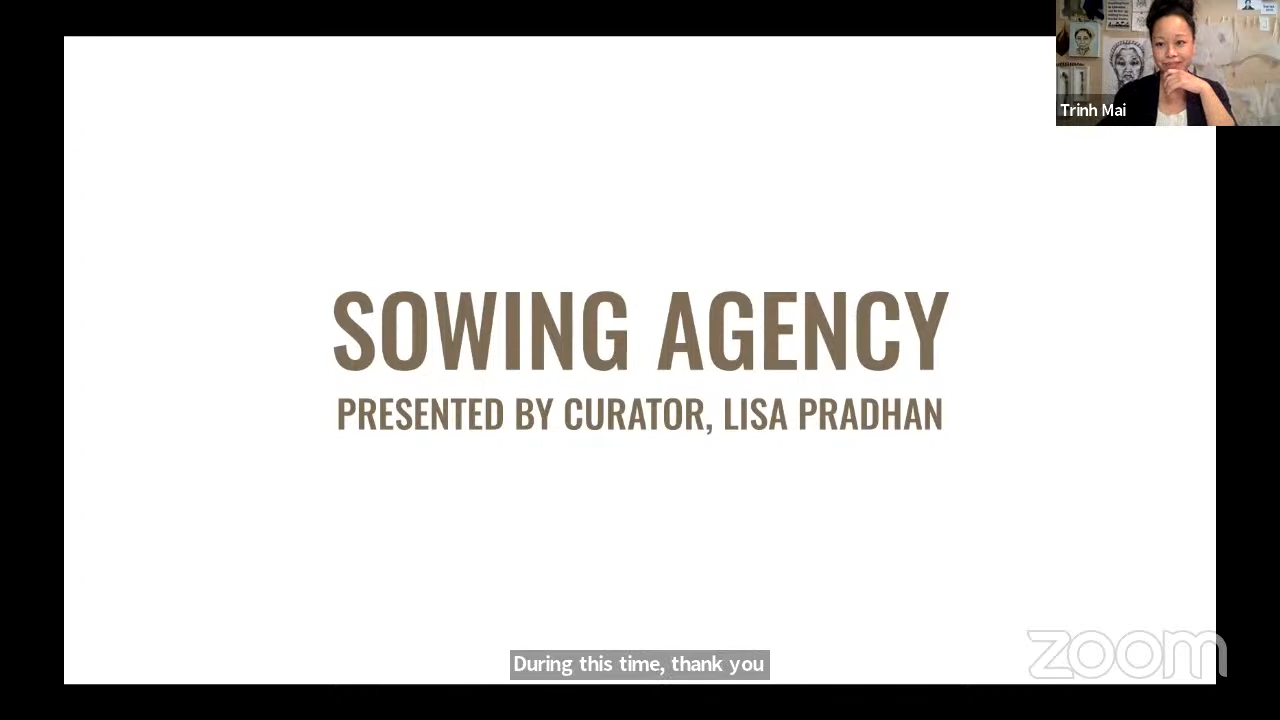 Trinh Mai
SOWING AGENCY
PRESENTED BY CURATOR, LISA PRADHAN
During this time, thank you
zoom